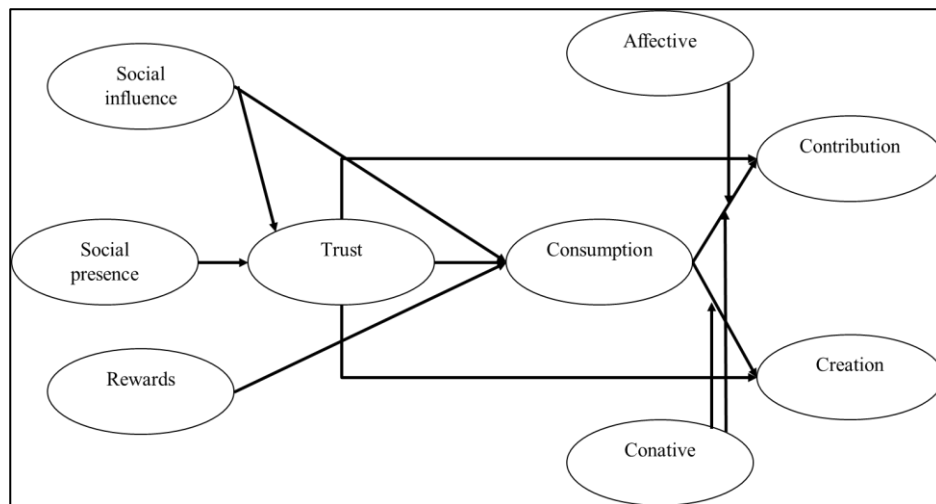 Affective
Social
influence
Contribution
Social
presence
Trust
Consumption
Rewards
Creation
Conative